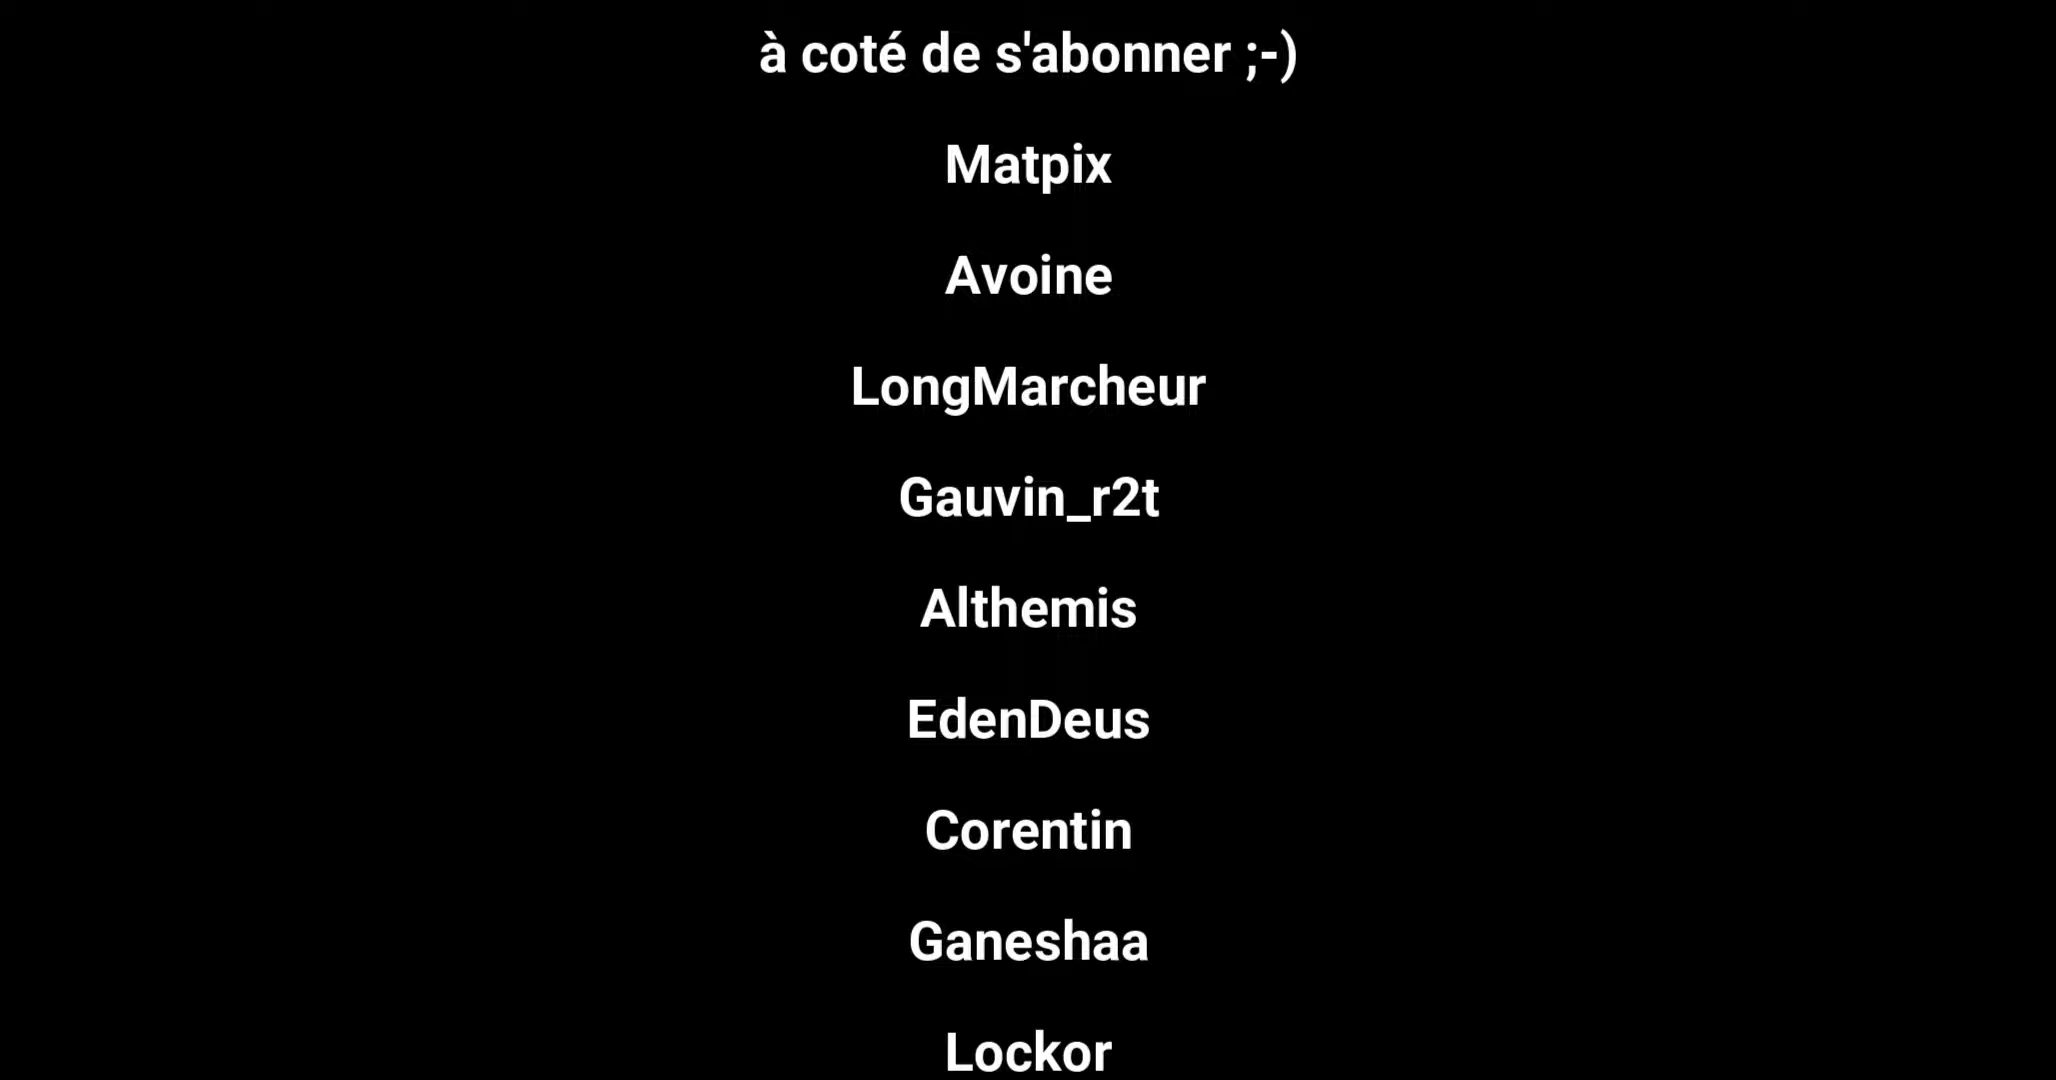 à coté de s'abonner ;-)
Matpix
Avoine
LongMarcheur
Gauvin_r2t
Althemis
EdenDeus
Corentin
Ganeshaa
Lockor